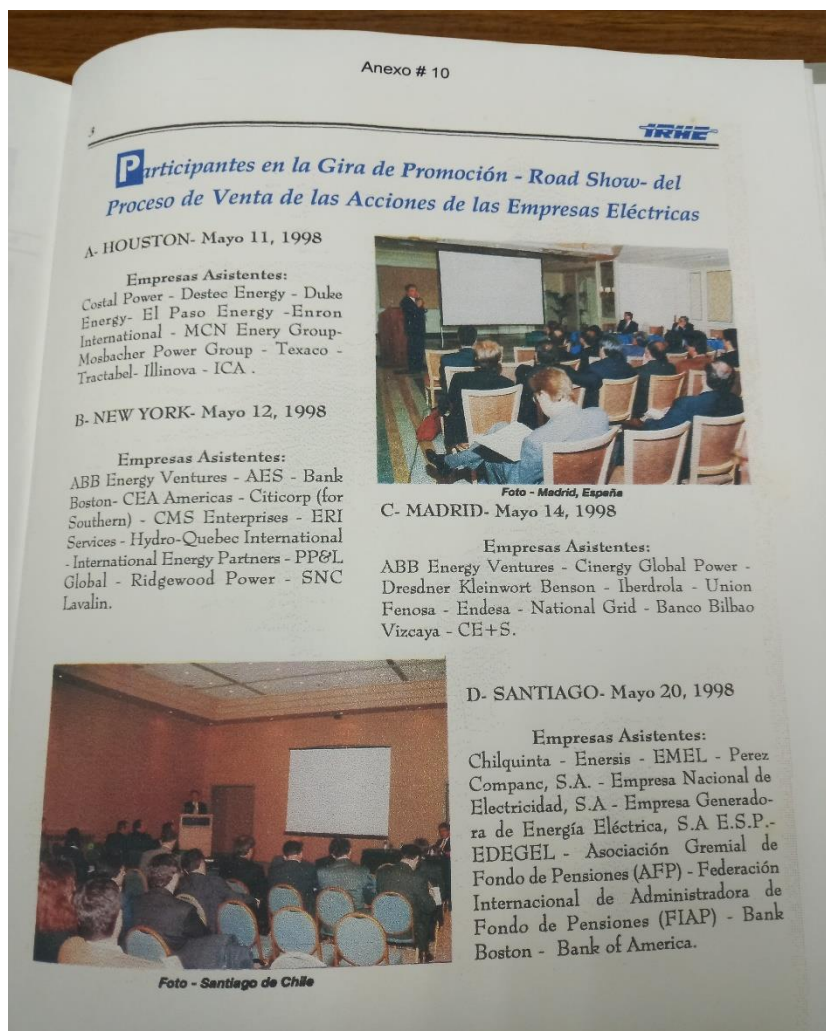 Anexo # 10
3
IRHE
Participantes en la Gira de Promoción - Road Show- del
Proceso de Venta de las Acciones de las Empresas Eléctricas
A- HOUSTON- Mayo 11, 1998
Empresas Asistentes:
Costal Power - Destec Energy - Duke
Energy- El Paso Energy -Enron
International - MCN Enery Group-
Mosbacher Power Group - Texaco -
Tractabel- Illinova - ICA .
B- NEW YORK- Mayo 12, 1998
Empresas Asistentes:
ABB Energy Ventures - AES - Bank
Boston- CEA Americas - Citicorp (for
Southern) - CMS Enterprises - ERI
Services - Hydro-Quebec International
- International Energy Partners - PP&L
Global - Ridgewood Power - SNC
Lavalin.
Foto - Madrid, España
C- MADRID- Mayo 14, 1998
Empresas Asistentes:
ABB Energy Ventures - Cinergy Global Power -
Dresdner Kleinwort Benson - Iberdrola - Union
Fenosa - Endesa - National Grid - Banco Bilbao
Vizcaya - CE+S.
D- SANTIAGO- Mayo 20, 1998
Empresas Asistentes:
Chilquinta - Enersis - EMEL - Perez
Companc, S.A. - Empresa Nacional de
Electricidad, S.A - Empresa Generado-
ra de Energía Eléctrica, S.A E.S.P.-
EDEGEL - Asociación Gremial de
Fondo de Pensiones (AFP) - Federación
Internacional de Administradora de
Fondo de Pensiones (FIAP) - Bank
Boston - Bank of America.
Foto - Santiago de Chile